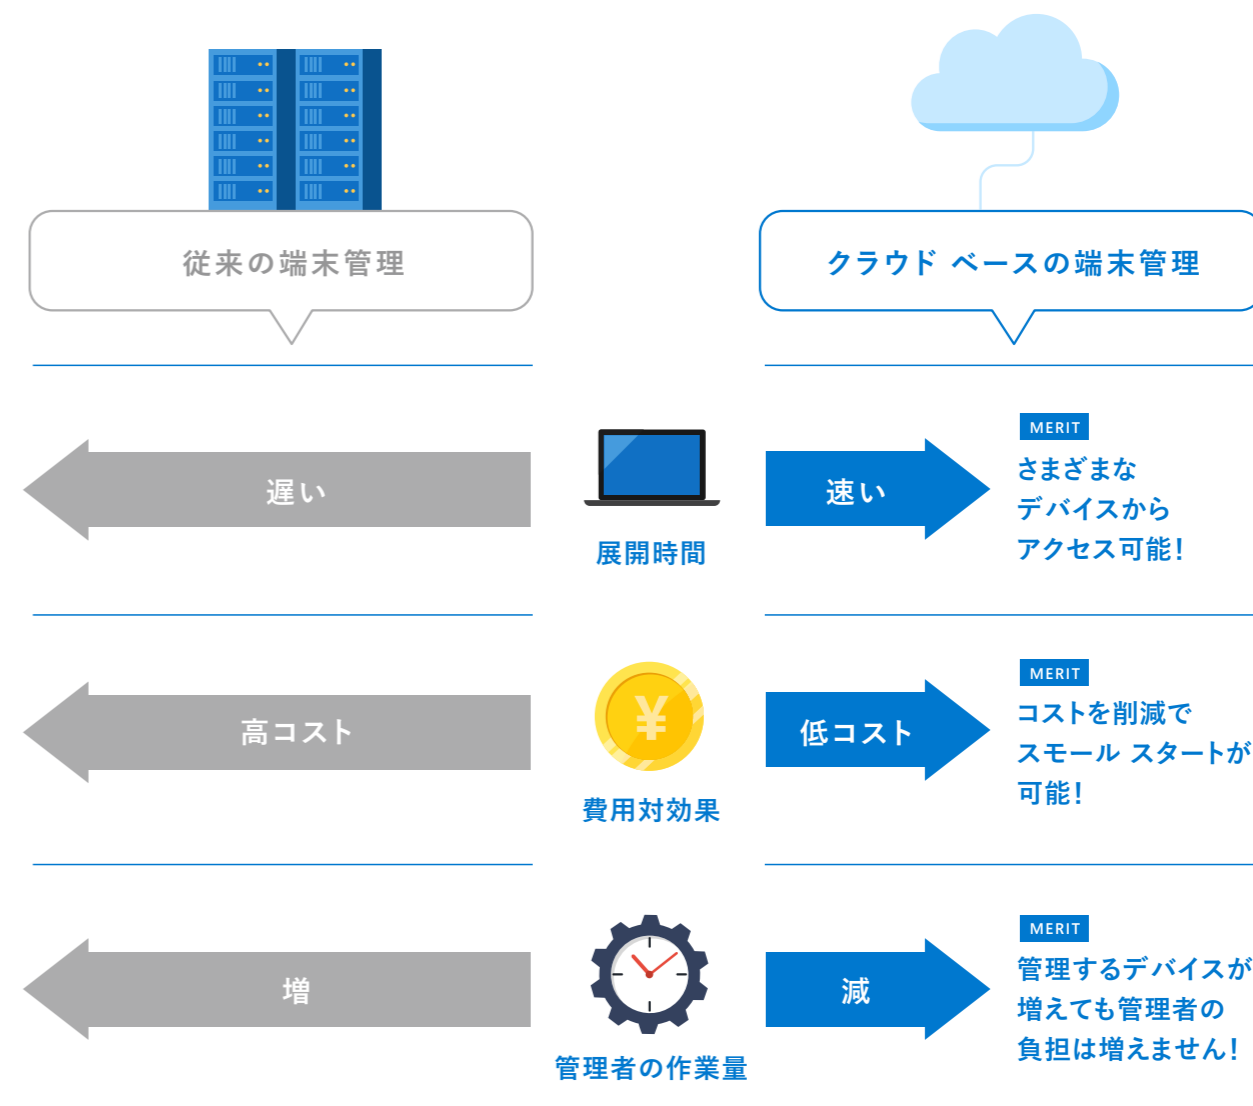 従来の端末管理
クラウド ベースの端末管理
遅い
展開時間
速い
MERIT
さまざまな
デバイスから
アクセス可能！
高コスト
¥
費用対効果
低コスト
MERIT
コストを削減で
スモール スタートが
可能！
増
管理者の作業量
減
MERIT
管理するデバイスが
増えても管理者の
負担は増えません！